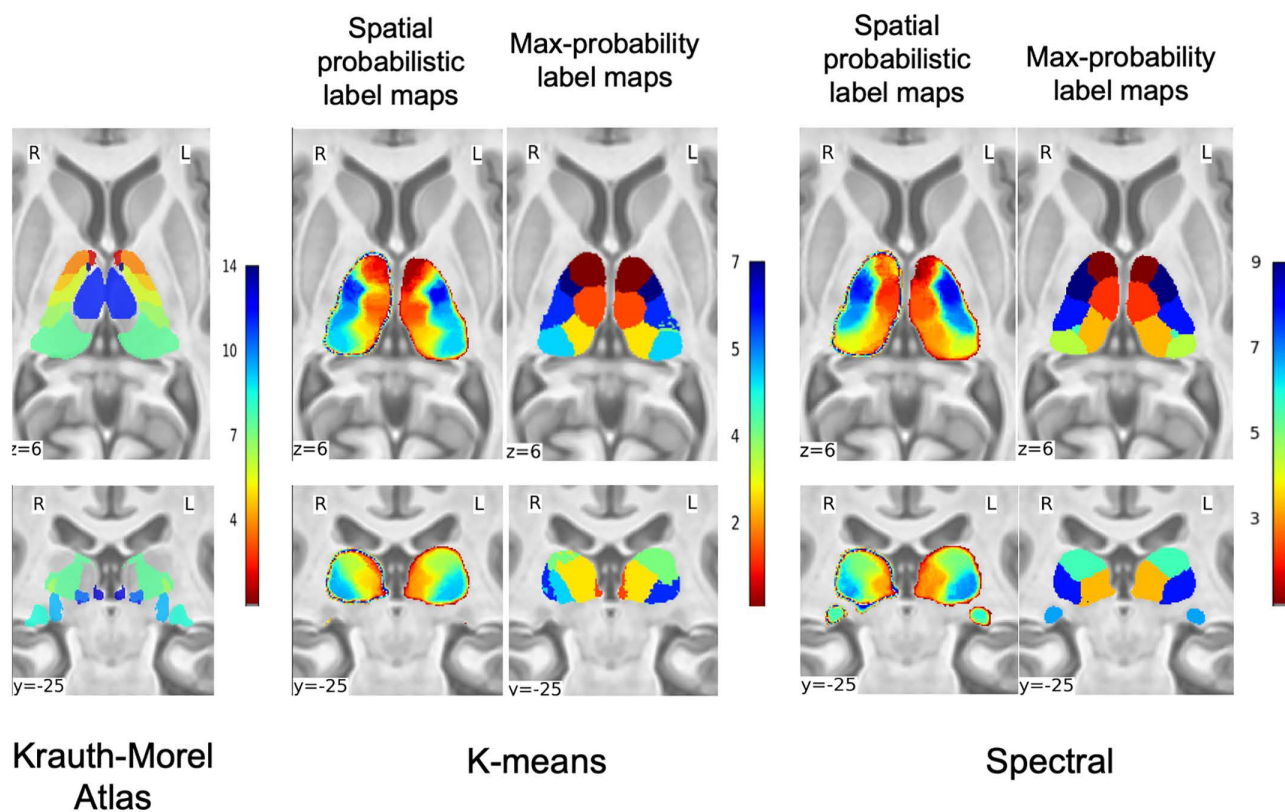 Spatial
probabilistic
label maps
Max-probability
label maps
Spatial
probabilistic
label maps
Max-probability
label maps
R L
R L
R L
R L
R L
14
10
7
4
7
5
4
2
9
7
5
3
z=6
z=6
z=6
z=6
z=6
R L
R L
R L
R L
R L
y=-25
y=-25
y=-25
y=-25
y=-25
Krauth-Morel
Atlas
K-means
Spectral